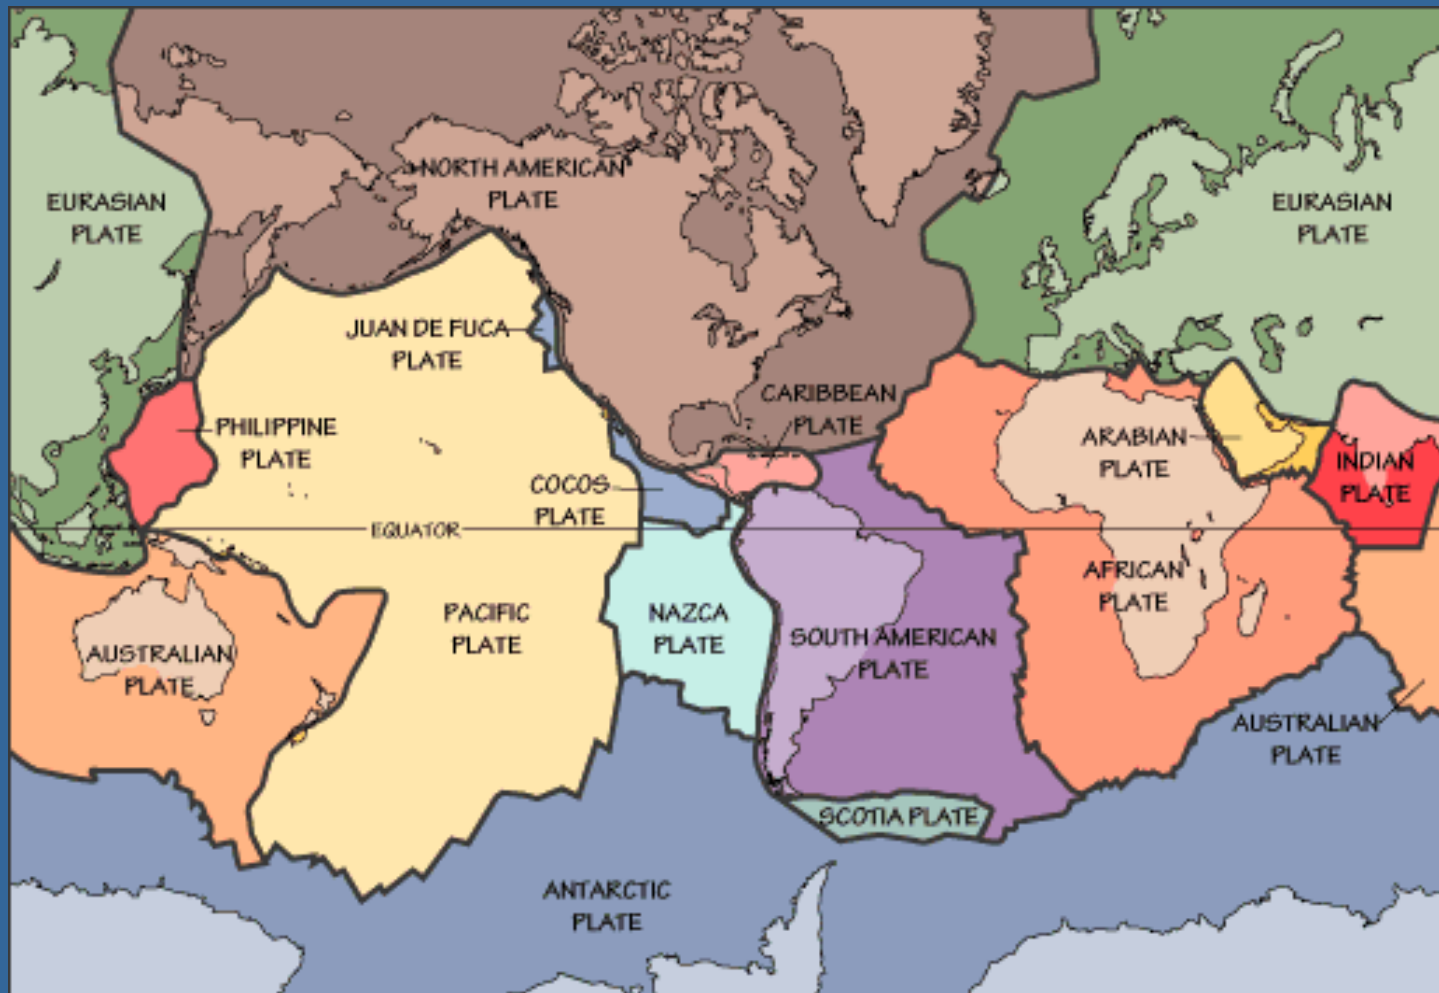 NORTH AMERICAN
PLATE
EURASIAN
PLATE
EURASIAN
PLATE
JUAN DE FUCA
PLATE
CARIBBEAN
PLATE
PHILIPPINE
PLATE
ARABIAN
PLATE
INDIAN
PLATE
COCOS
PLATE
EQUATOR
AFRICAN
PLATE
PACIFIC
PLATE
NAZCA
PLATE
SOUTH AMERICAN
PLATE
AUSTRALIAN
PLATE
AUSTRALIAN
PLATE
SCOTIA PLATE
ANTARCTIC
PLATE